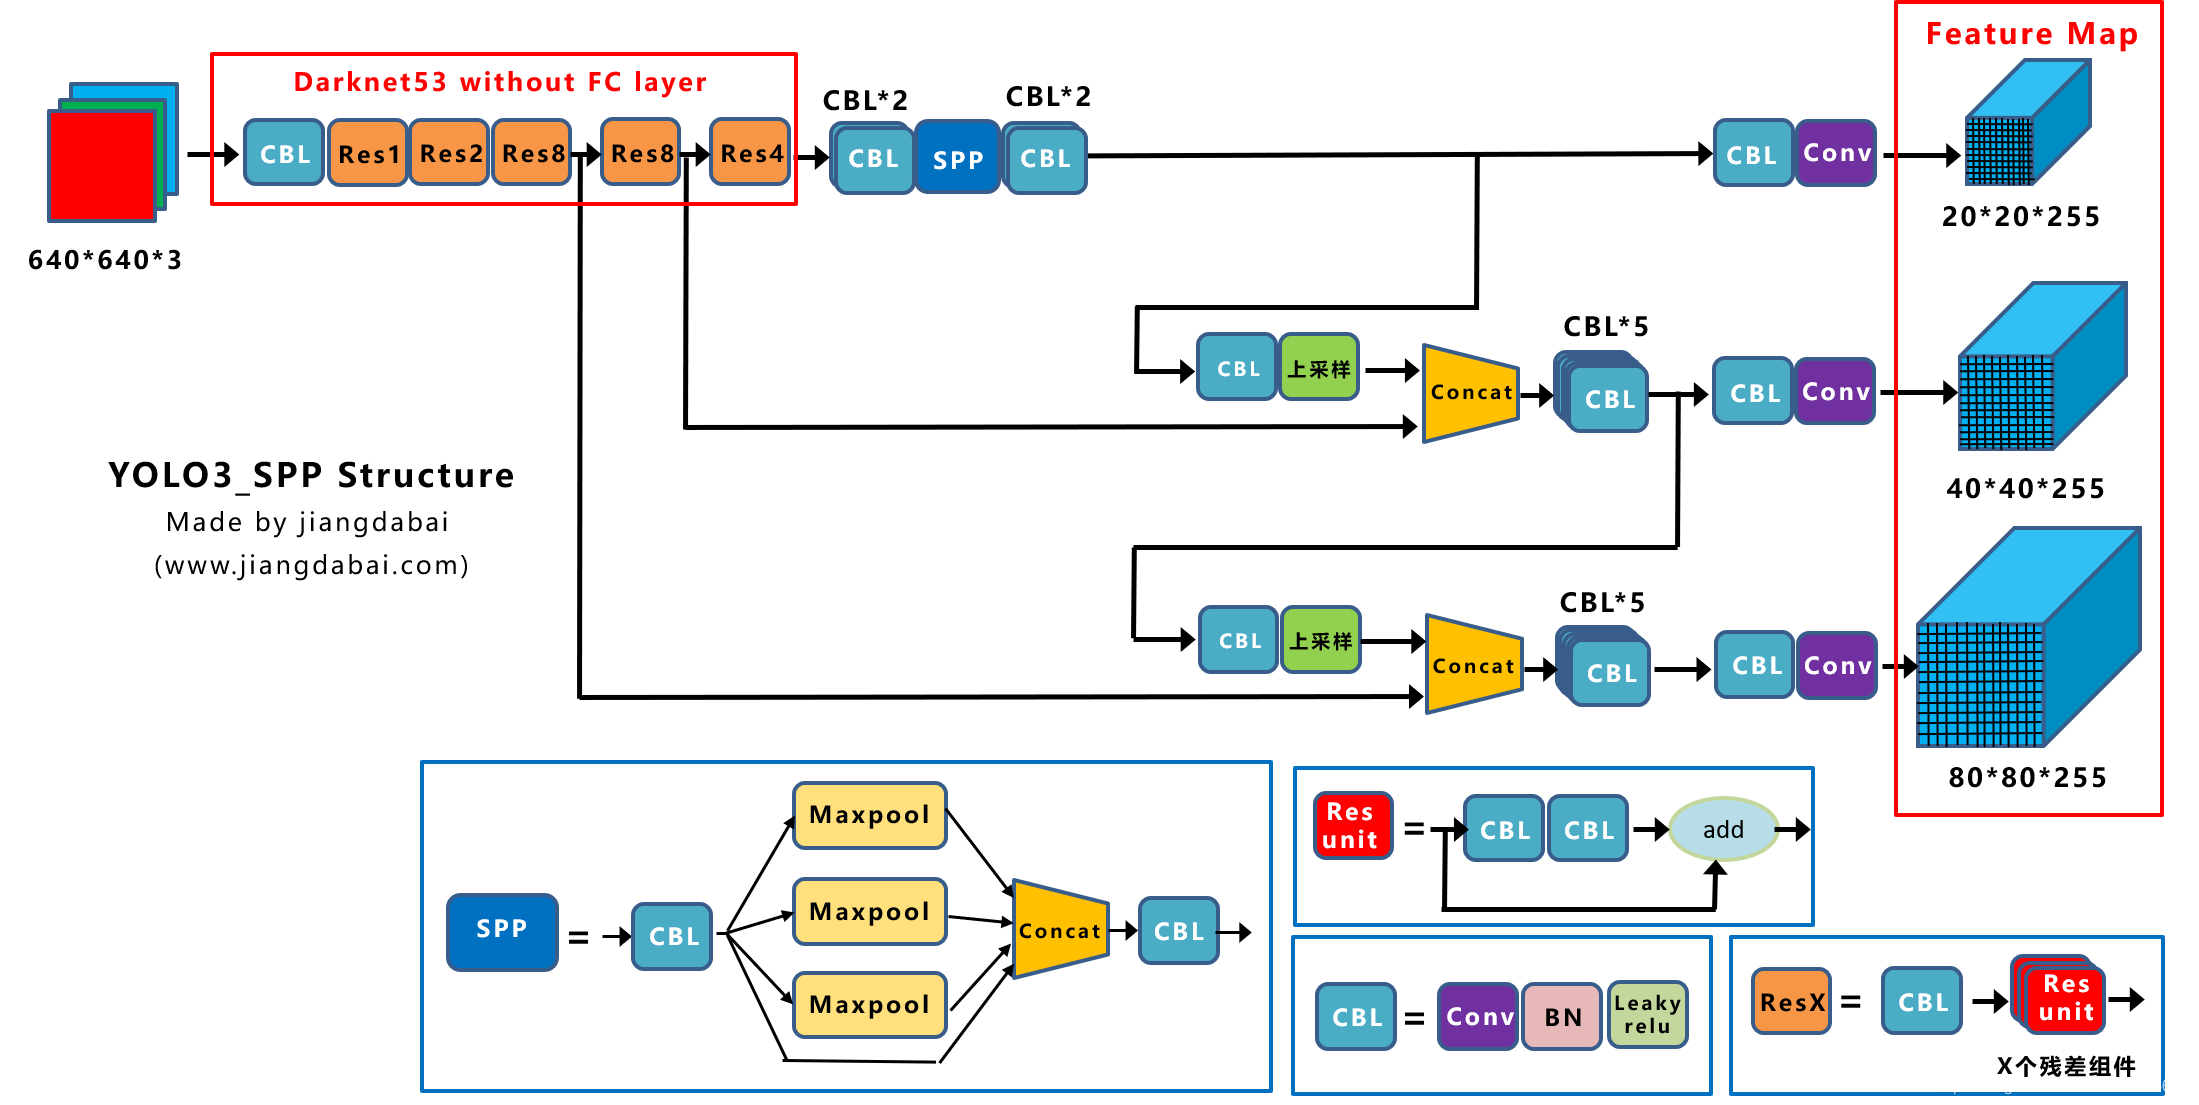 Feature Map
Darknet53 without FC layer
CBL*2
CBL*2
CBL
Res1
Res2
Res8
Res8
Res4
CBL
SPP
CBL
CBL
Conv
640*640*3
20*20*255
CBL*5
CBL
上采样
Concat
CBL
CBL
Conv
40*40*255
YOLO3_SPP Structure
Made by jiangdabai
(www.jiangdabai.com)
CBL*5
CBL
上采样
Concat
CBL
CBL
Conv
80*80*255
SPP
=
CBL
Maxpool
Maxpool
Maxpool
Concat
CBL
Res
unit
=
CBL
CBL
add
CBL
=
Conv
BN
Leaky
relu
ResX
=
CBL
Res
unit
X个残差组件